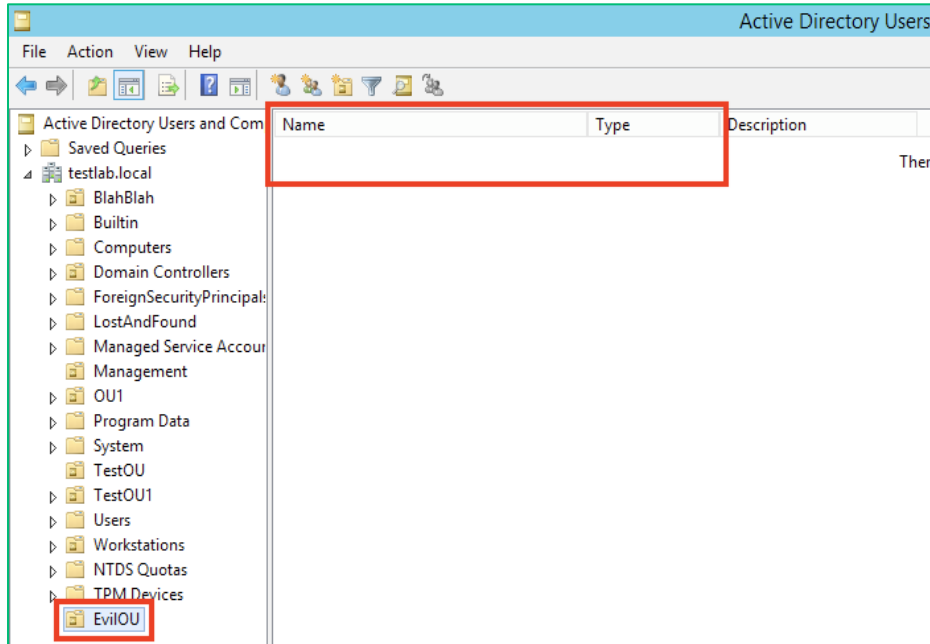 Active Directory Users
File Action View Help
Active Directory Users and Com
Name Type Description
Saved Queries
Ther
testlab.local
BlahBlah
Builtin
Computers
Domain Controllers
ForeignSecurityPrincipal
LostAndFound
Managed Service Accour
Management
OU1
Program Data
System
TestOU
TestOU1
Users
Workstations
NTDS Quotas
TPM Devices
EvilOU